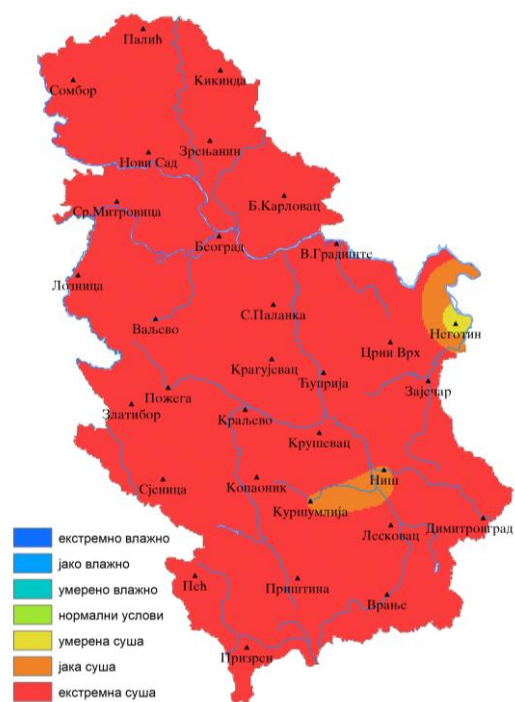 Палић
Кикинда
Сомбор
Зрењанин
Нови Сад
Б.Карловац
Ср.Митровица
Београд
В.Градиште
Лозница
С.Паланка
Ваљево
Неготин
Црни Врх
Крагујевац
Ћуприја
Зајечар
Пожега
Златибор
Краљево
Крушевац
Ниш
Сјеница
Копаоник
Куршумлија
Димитровград
Лесковац
Пећ
Приштина
Врање
Призрен
екстремно влажно
јако влажно
умерено влажно
нормални услови
умерена суша
јака суша
екстремна суша